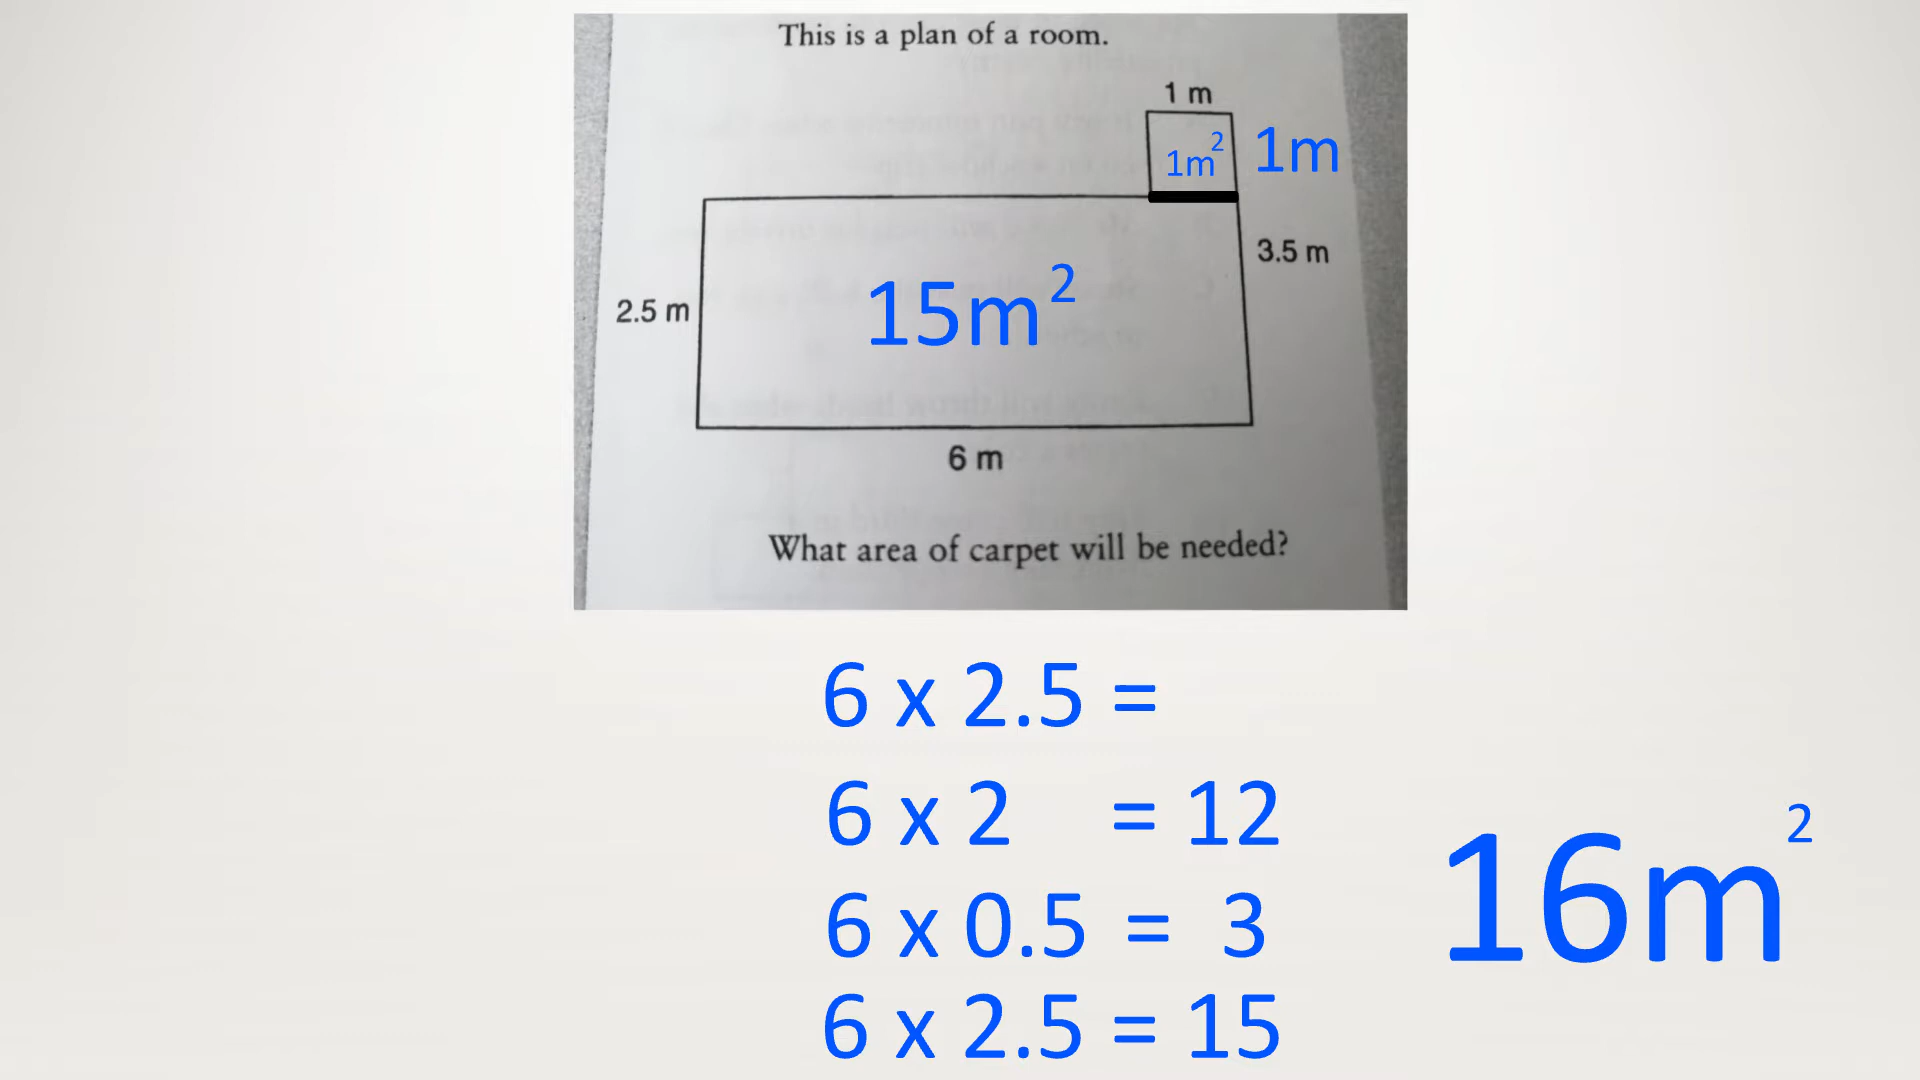 This is a plan of a room.
1 m
1m²
1m
3.5 m
2.5 m
15m²
6 m
What area of carpet will be needed?
6 x 2.5 =
6 x 2 = 12
6 x 0.5 = 3
6 x 2.5 = 15
16m²